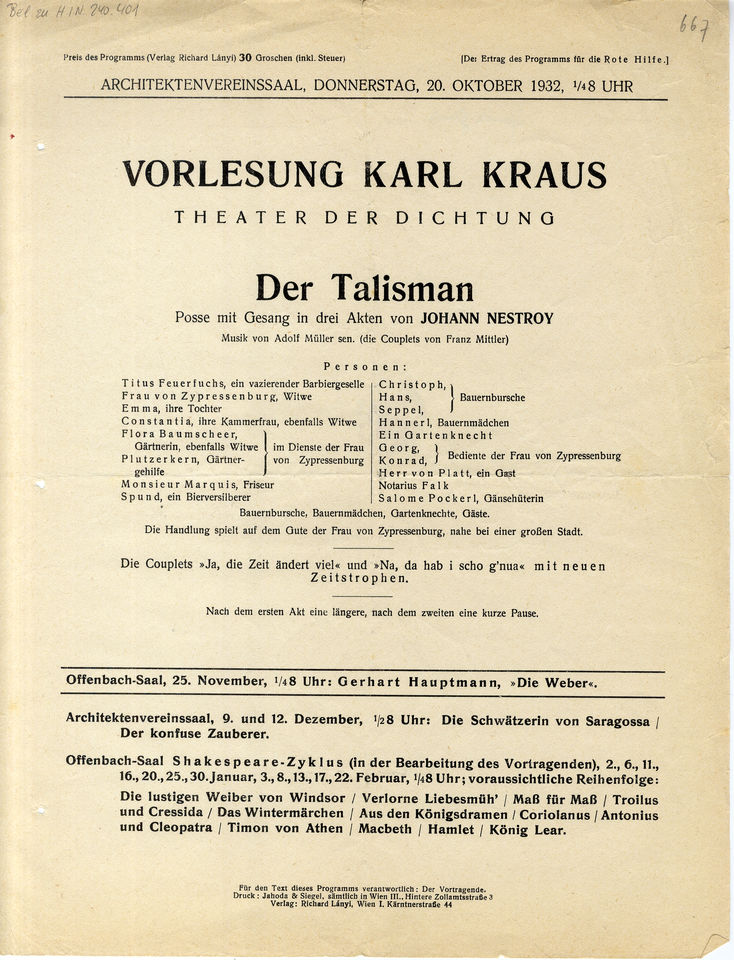 Bel. zu H.I.N. 240.401
667
Preis des Programms (Verlag Richard Lányi) 30 Groschen (inkl. Steuer)
[Der Ertrag des Programms für die Rote Hilfe.]
ARCHITEKTENVEREINSSAAL, DONNERSTAG, 20. OKTOBER 1932, 1/48 UHR
VORLESUNG KARL KRAUS
THEATER DER DICHTUNG
Der Talisman
Posse mit Gesang in drei Akten von JOHANN NESTROY
Musik von Adolf Müller sen. (die Couplets von Franz Mittler)
Personen:
Titus Feuerfuchs, ein vazierender Barbiergeselle
Frau von Zypressenburg, Witwe
Emma, ihre Tochter
Constantia, ihre Kammerfrau, ebenfalls Witwe
Flora Baumscheer,
Gärtnerin, ebenfalls Witwe
Plutzerkern, Gärtner-
gehilfe
im Dienste der Frau
von Zypressenburg
Monsieur Marquis, Friseur
Spund, ein Bierversilberer
Christoph,
Hans,
Seppel,
Bauernbursche
Hannerl, Bauernmädchen
Ein Gartenknecht
Georg,
Konrad,
Bediente der Frau von Zypressenburg
Herr von Platt, ein Gast
Notarius Falk
Salome Pockerl, Gänsehüterin
Bauernbursche, Bauernmädchen, Gartenknechte, Gäste.
Die Handlung spielt auf dem Gute der Frau von Zypressenburg, nahe bei einer großen Stadt.
Die Couplets »Ja, die Zeit ändert viel« und »Na, da hab i scho g'nua« mit neuen
Zeitstrophen.
Nach dem ersten Akt eine längere, nach dem zweiten eine kurze Pause.
Offenbach-Saal, 25. November, 1/48 Uhr: Gerhart Hauptmann, »Die Weber«.
Architektenvereinssaal, 9. und 12. Dezember, 1/28 Uhr: Die Schwätzerin von Saragossa /
Der konfuse Zauberer.
Offenbach-Saal Shakespeare-Zyklus (in der Bearbeitung des Vortragenden), 2., 6., 11.,
16., 20., 25., 30. Januar, 3., 8., 13., 17., 22. Februar, 1/48 Uhr; voraussichtliche Reihenfolge:
Die lustigen Weiber von Windsor / Verlorne Liebesmüh' / Maß für Maß / Troilus
und Cressida / Das Wintermärchen / Aus den Königsdramen / Coriolanus / Antonius
und Cleopatra / Timon von Athen / Macbeth / Hamlet / König Lear.
Für den Text dieses Programms verantwortlich: Der Vortragende.
Druck: Jahoda & Siegel, sämtlich in Wien III., Hintere Zollamtsstraße 3
Verlag: Richard Lányi, Wien I. Kärntnerstraße 44